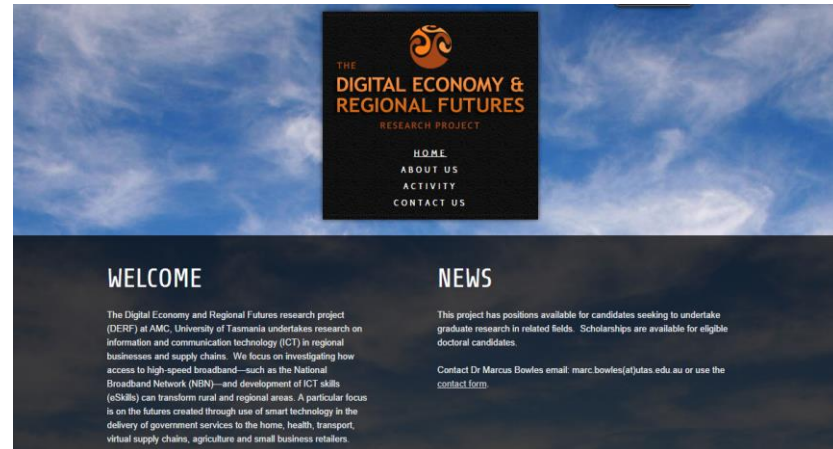 THE
DIGITAL ECONOMY &
REGIONAL FUTURES
RESEARCH PROJECT
HOME
ABOUT US
ACTIVITY
CONTACT US
WELCOME
The Digital Economy and Regional Futures research project
(DERF) at AMC, University of Tasmania undertakes research on
information and communication technology (ICT) in regional
businesses and supply chains. We focus on investigating how
access to high-speed broadband—such as the National
Broadband Network (NBN)—and development of ICT skills
(eSkills) can transform rural and regional areas. A particular focus
is on the futures created through use of smart technology in the
delivery of government services to the home, health, transport,
virtual supply chains, agriculture and small business retailers.
NEWS
This project has positions available for candidates seeking to undertake
graduate research in related fields. Scholarships are available for eligible
doctoral candidates.
Contact Dr Marcus Bowles email: marc.bowles(at)utas.edu.au or use the
contact form.